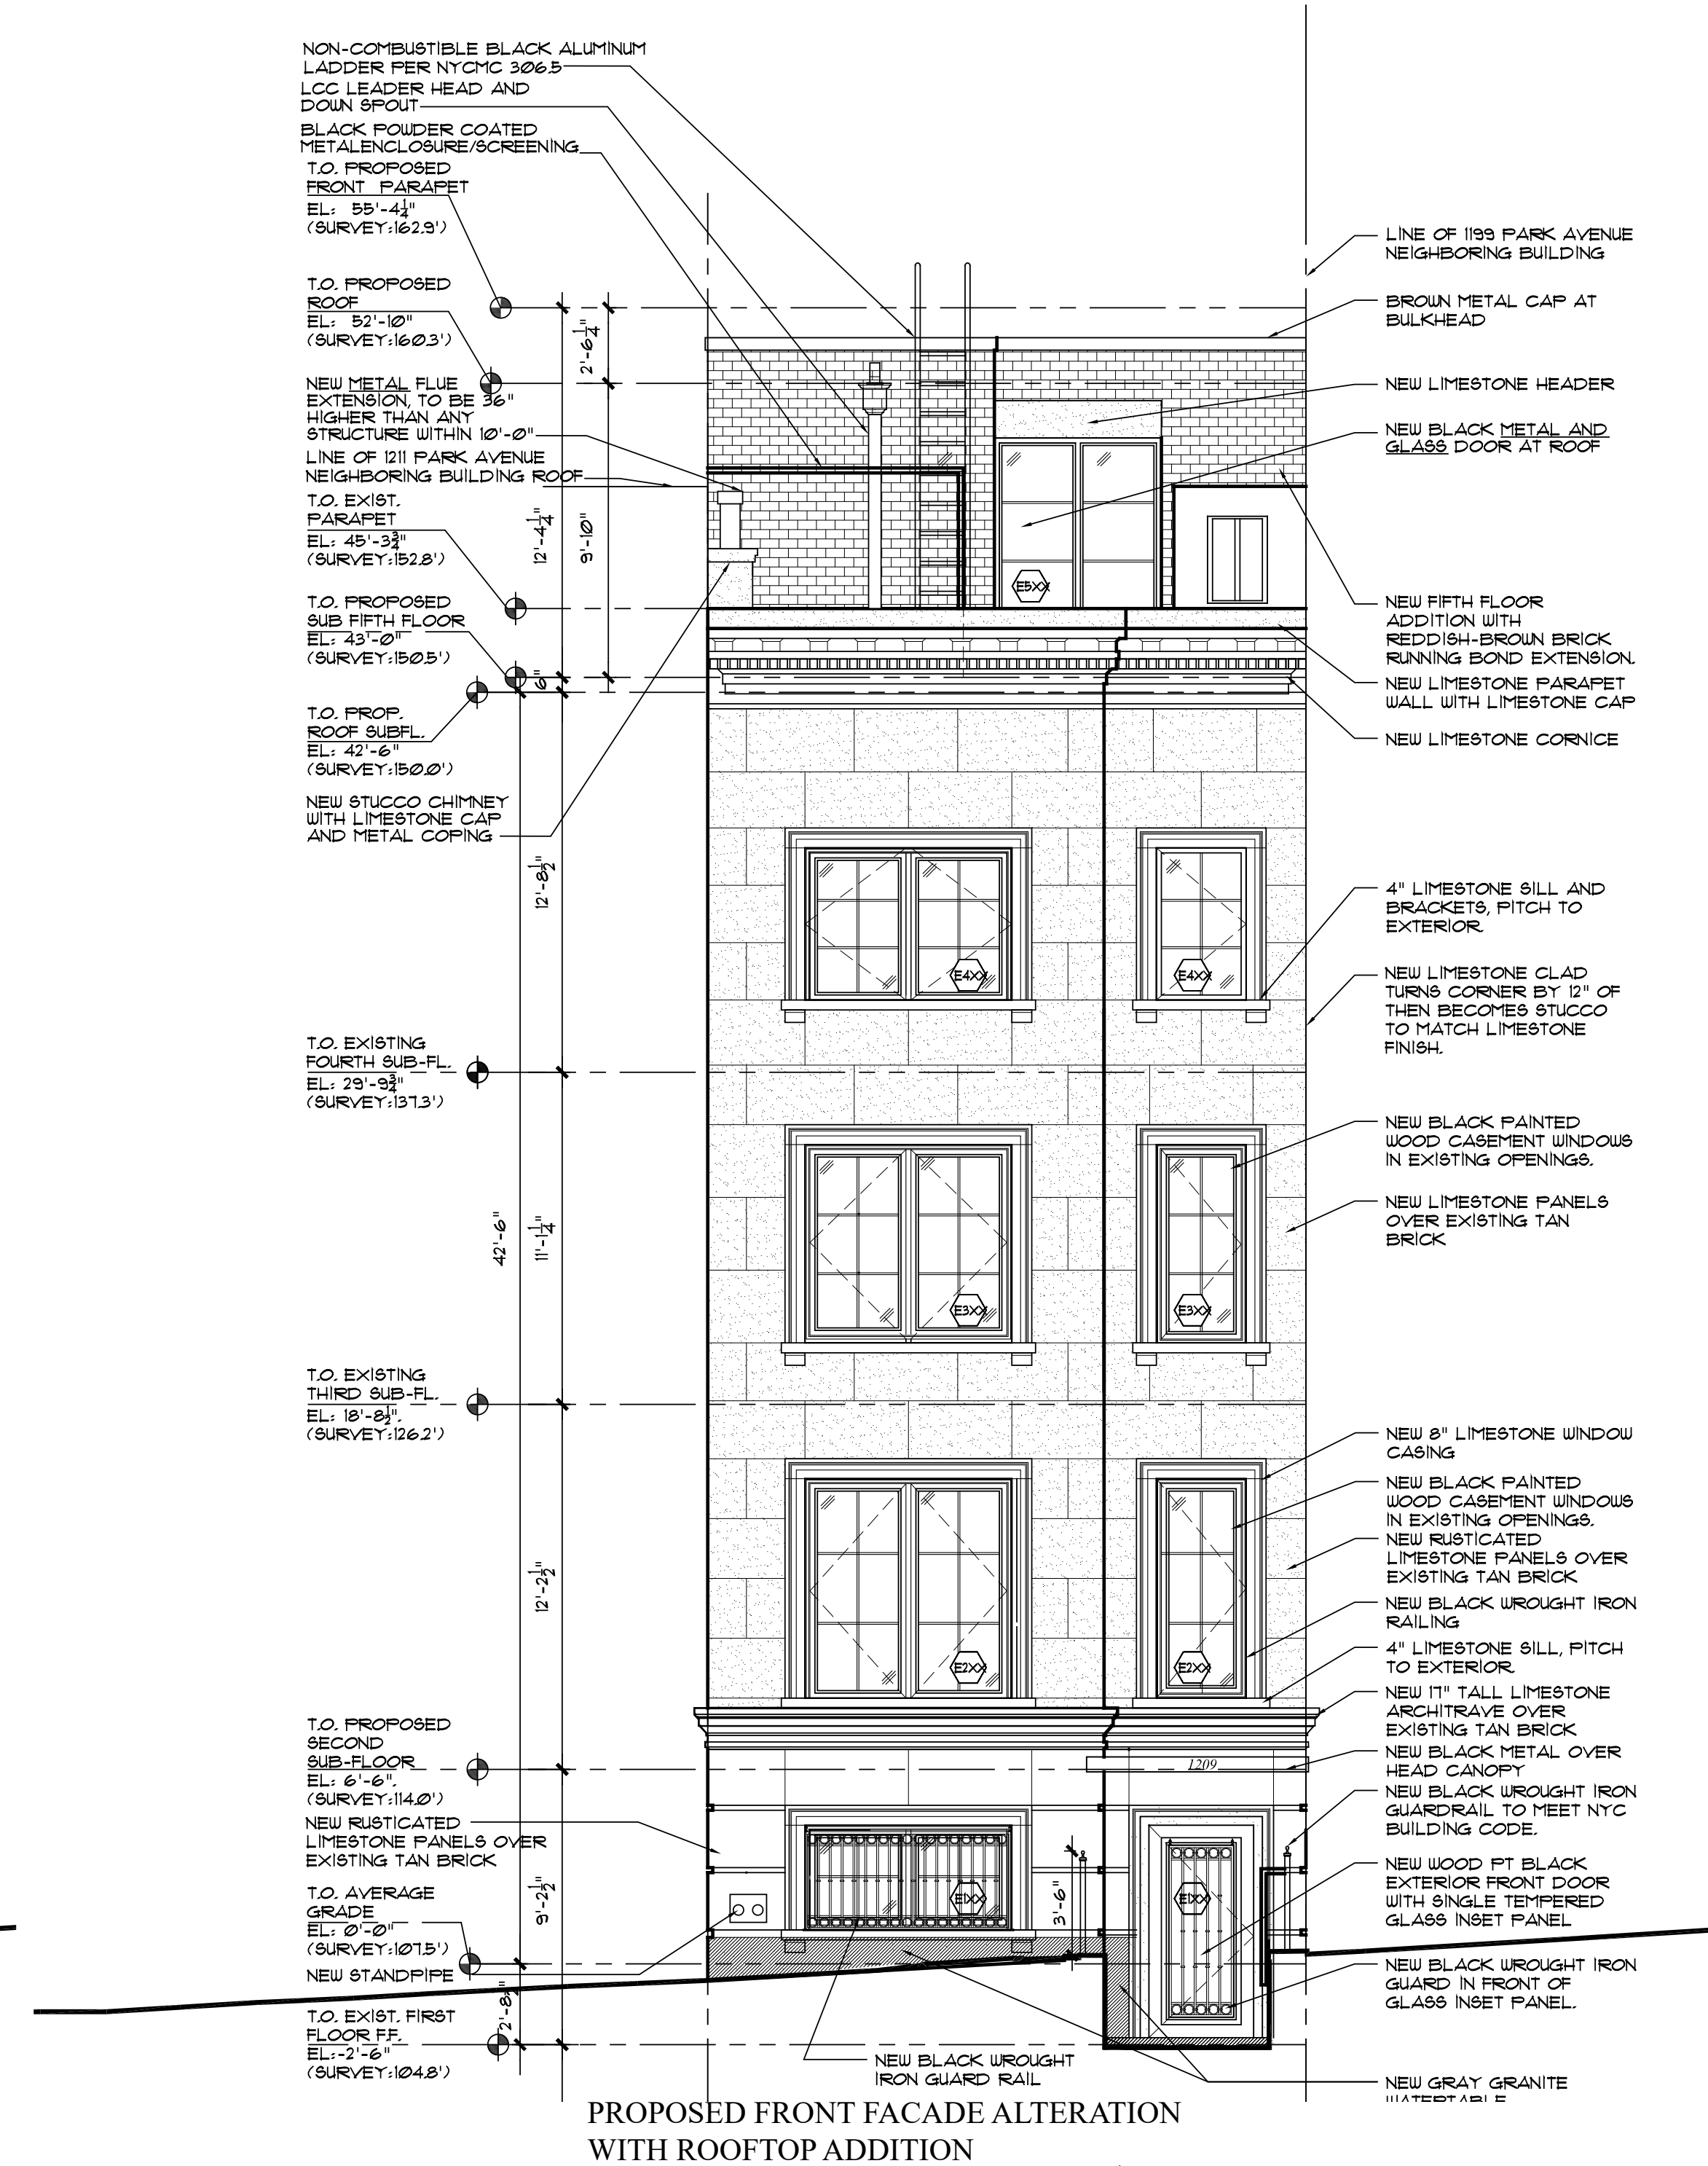 NON-COMBUSTIBLE BLACK ALUMINUM
LADDER PER NYCMC 306.5
LCC LEADER HEAD AND
DOWN SPOUT
BLACK POWDER COATED
METALENCLOSURE/SCREENING
T.O. PROPOSED
FRONT PARAPET
EL: 55'-4¼"
(SURVEY:162.9')
T.O. PROPOSED
ROOF
EL: 52'-10"
(SURVEY:160.3')
NEW METAL FLUE
EXTENSION, TO BE 36"
HIGHER THAN ANY
STRUCTURE WITHIN 10'-0"
LINE OF 1211 PARK AVENUE
NEIGHBORING BUILDING ROOF
T.O. EXIST.
PARAPET
EL: 45'-3¾"
(SURVEY:152.8')
T.O. PROPOSED
SUB FIFTH FLOOR
EL: 43'-0"
(SURVEY:150.5')
T.O. PROP.
ROOF SUBFL.
EL: 42'-6"
(SURVEY:150.0')
NEW STUCCO CHIMNEY
WITH LIMESTONE CAP
AND METAL COPING
T.O. EXISTING
FOURTH SUB-FL.
EL: 29'-9¾"
(SURVEY:137.3')
T.O. EXISTING
THIRD SUB-FL.
EL: 18'-8½".
(SURVEY:126.2')
T.O. PROPOSED
SECOND
SUB-FLOOR
EL: 6'-6".
(SURVEY:114.0')
NEW RUSTICATED
LIMESTONE PANELS OVER
EXISTING TAN BRICK
T.O. AVERAGE
GRADE
EL: 0'-0"
(SURVEY:107.5')
NEW STANDPIPE
T.O. EXIST. FIRST
FLOOR F.F.
EL:-2'-6"
(SURVEY:104.8')
2'-6¼"
12'-4¼"
9'-10"
6"
12'-8½"
42'-6"
11'-1¼"
12'-2½"
9'-2½"
3'-6"
E5XX
E4XX
E4XX
E3XX
E3XX
E2XX
E2XX
1209
E1XX
E1XX
LINE OF 1199 PARK AVENUE
NEIGHBORING BUILDING
BROWN METAL CAP AT
BULKHEAD
NEW LIMESTONE HEADER
NEW BLACK METAL AND
GLASS DOOR AT ROOF
NEW FIFTH FLOOR
ADDITION WITH
REDDISH-BROWN BRICK
RUNNING BOND EXTENSION.
NEW LIMESTONE PARAPET
WALL WITH LIMESTONE CAP
NEW LIMESTONE CORNICE
4" LIMESTONE SILL AND
BRACKETS, PITCH TO
EXTERIOR
NEW LIMESTONE CLAD
TURNS CORNER BY 12" OF
THEN BECOMES STUCCO
TO MATCH LIMESTONE
FINISH.
NEW BLACK PAINTED
WOOD CASEMENT WINDOWS
IN EXISTING OPENINGS.
NEW LIMESTONE PANELS
OVER EXISTING TAN
BRICK
NEW 8" LIMESTONE WINDOW
CASING
NEW BLACK PAINTED
WOOD CASEMENT WINDOWS
IN EXISTING OPENINGS.
NEW RUSTICATED
LIMESTONE PANELS OVER
EXISTING TAN BRICK
NEW BLACK WROUGHT IRON
RAILING
4" LIMESTONE SILL, PITCH
TO EXTERIOR
NEW 17" TALL LIMESTONE
ARCHITRAVE OVER
EXISTING TAN BRICK
NEW BLACK METAL OVER
HEAD CANOPY
NEW BLACK WROUGHT IRON
GUARDRAIL TO MEET NYC
BUILDING CODE.
NEW WOOD PT BLACK
EXTERIOR FRONT DOOR
WITH SINGLE TEMPERED
GLASS INSET PANEL
NEW BLACK WROUGHT IRON
GUARD IN FRONT OF
GLASS INSET PANEL.
NEW GRAY GRANITE
NEW BLACK WROUGHT
IRON GUARD RAIL
PROPOSED FRONT FACADE ALTERATION
WITH ROOFTOP ADDITION